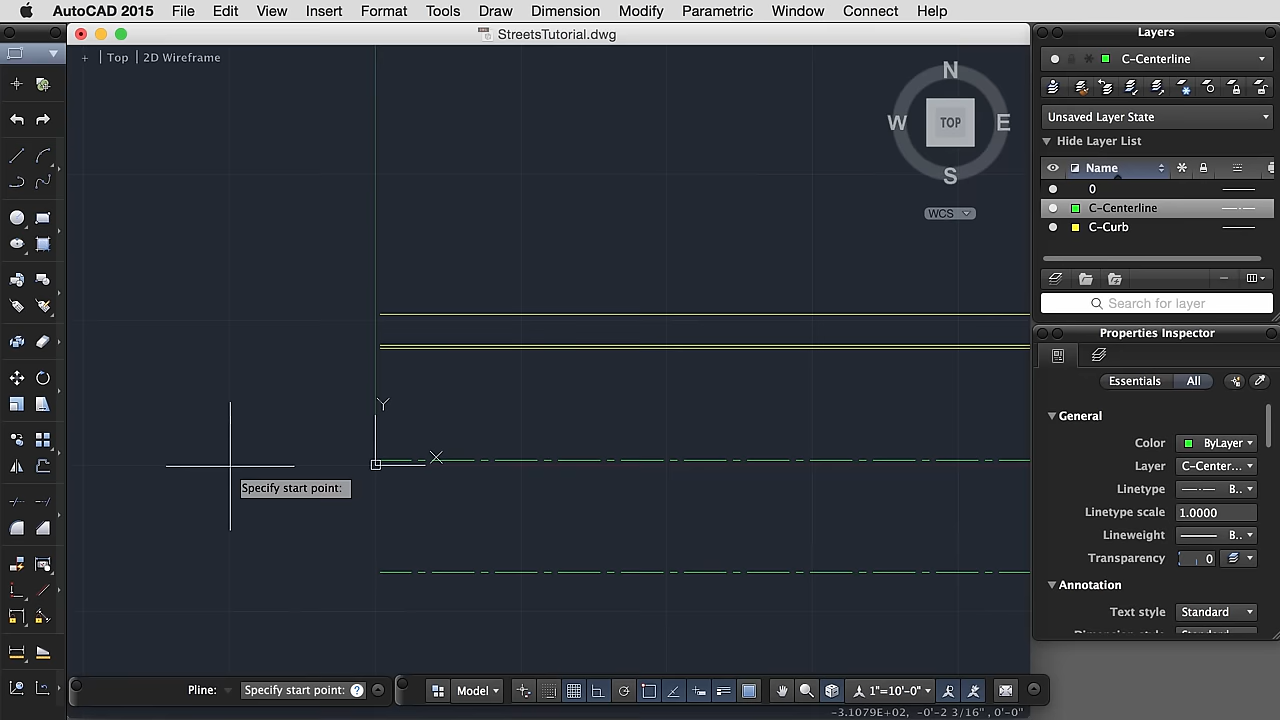 AutoCAD 2015 File Edit View Insert Format Tools Draw Dimension Modify Parametric Window Connect Help
StreetsTutorial.dwg
+ | Top | 2D Wireframe
N
W TOP E
S
WCS
Y
X
Specify start point:
Pline: Specify start point: ?
Model
1"=10'-0"
-3.1079E+02, -0'-2 3/16", 0'-0"
Layers
C-Centerline
Unsaved Layer State
Hide Layer List
Name
0
C-Centerline
C-Curb
Search for layer
Properties Inspector
Essentials All
General
Color ByLayer
Layer C-Center...
Linetype B..
Linetype scale 1.0000
Lineweight B..
Transparency 0
Annotation
Text style Standard